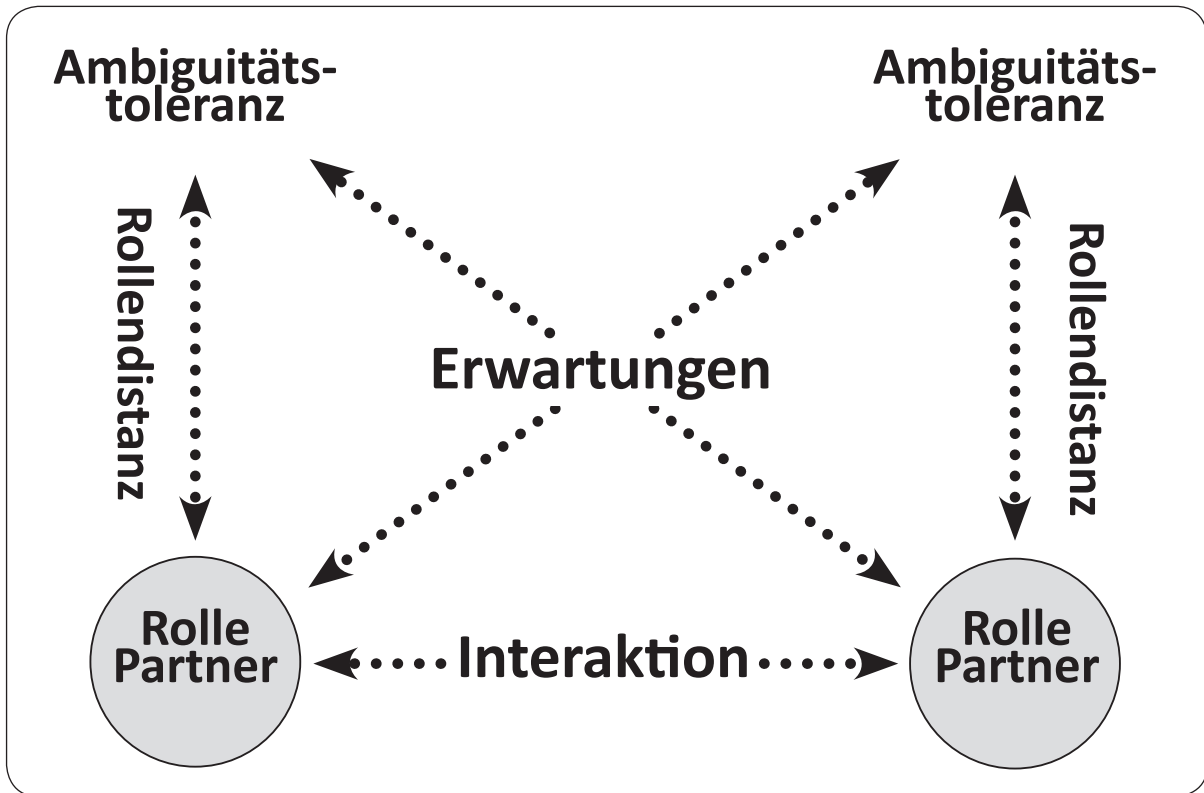 Ambiguitäts-
toleranz
Ambiguitäts-
toleranz
Rollendistanz
Rollendistanz
Erwartungen
Rolle
Partner
Interaktion
Rolle
Partner